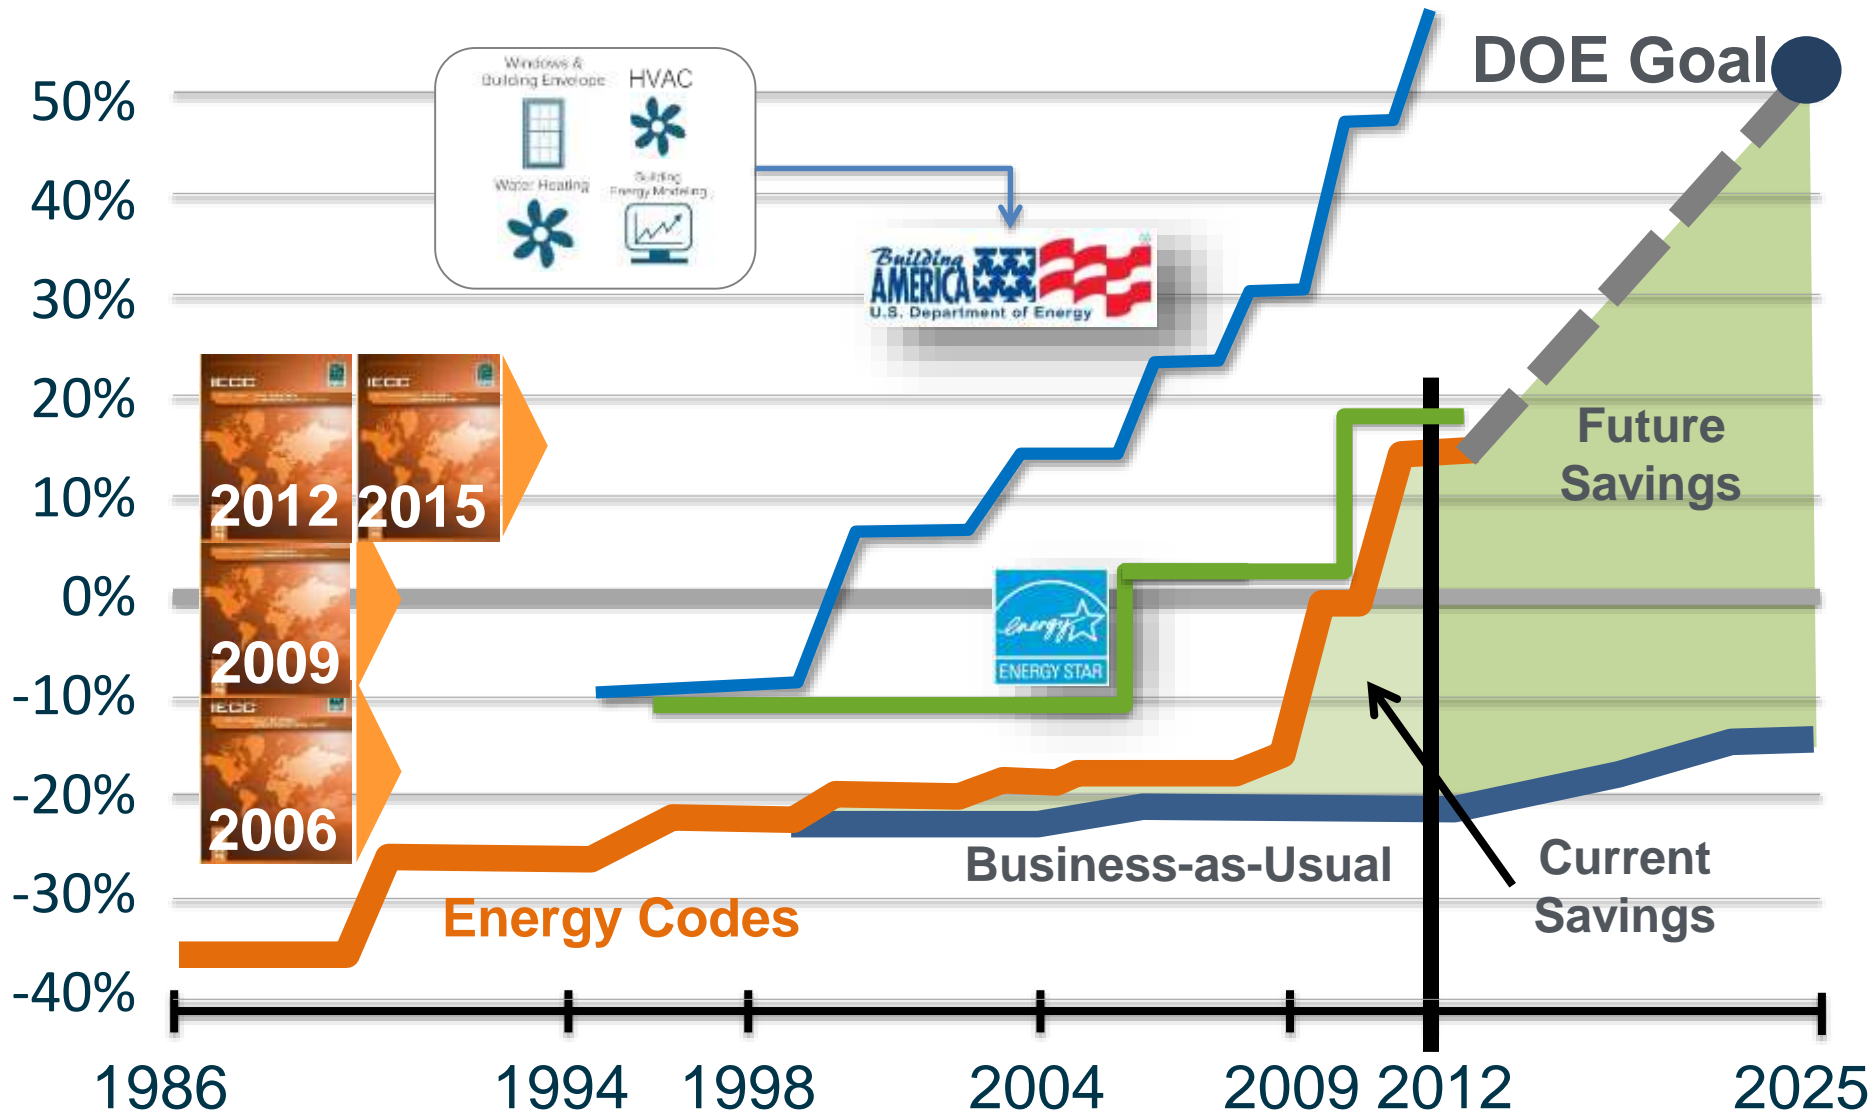 50%
40%
30%
20%
10%
0%
-10%
-20%
-30%
-40%
Windows &
Building Envelope
HVAC
Water Heating
Building
Energy Modeling
Building
AMERICA
U.S. Department of Energy
DOE Goal
IECC
2012
IECC
2015
2009
IECC
2006
energy
ENERGY STAR
Future
Savings
Business-as-Usual
Current
Savings
Energy Codes
1986
1994
1998
2004
2009
2012
2025